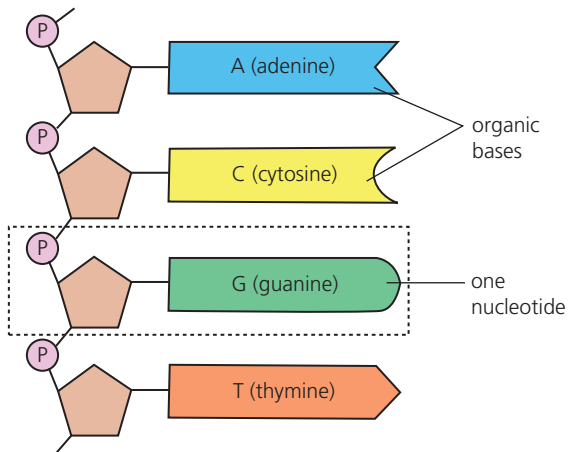 P
A (adenine)
organic
bases
P
C (cytosine)
P
G (guanine)
one
nucleotide
P
T (thymine)